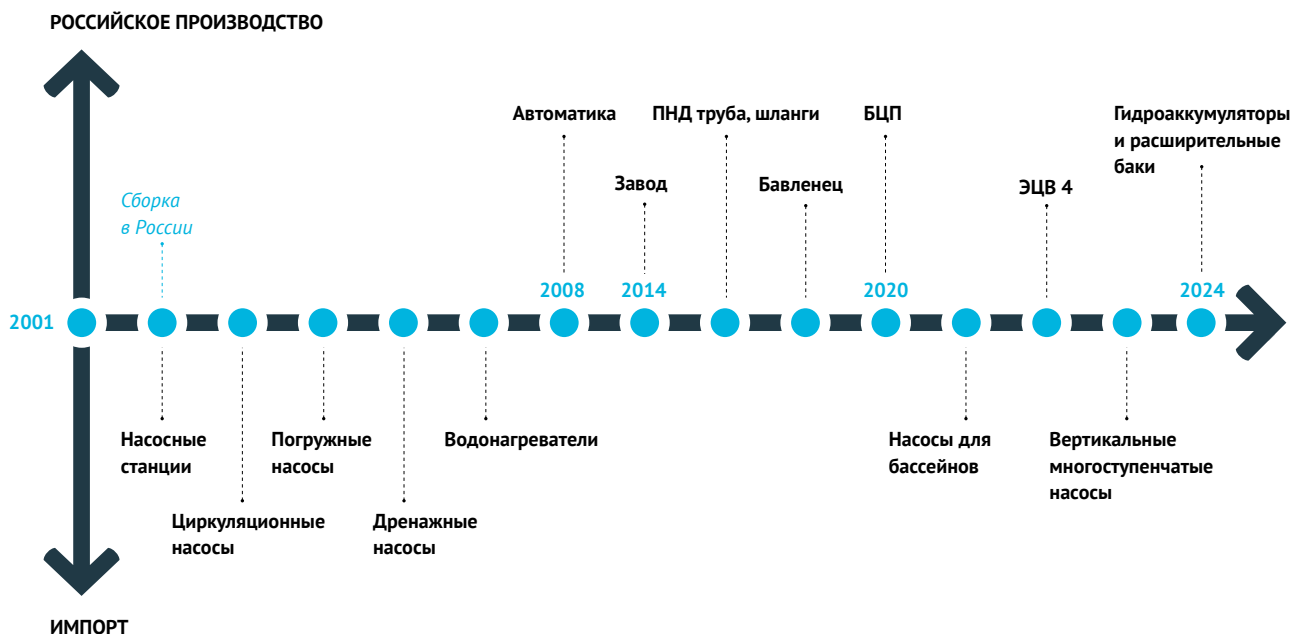 РОССИЙСКОЕ ПРОИЗВОДСТВО
Автоматика
ПНД труба, шланги
БЦП
Гидроаккумуляторы
и расширительные
баки
Завод
Бавленец
ЭЦВ 4
Сборка
в России
2008
2014
2020
2024
2001
Насосные
станции
Погружные
насосы
Водонагреватели
Насосы для
бассейнов
Вертикальные
многоступенчатые
насосы
Циркуляционные
насосы
Дренажные
насосы
ИМПОРТ